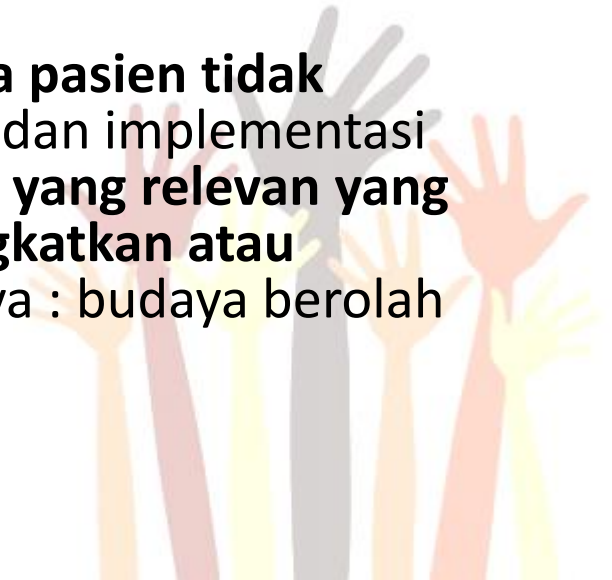 a pasien tidak
dan implementasi
yang relevan yang
gkatkan atau
ya : budaya berolah